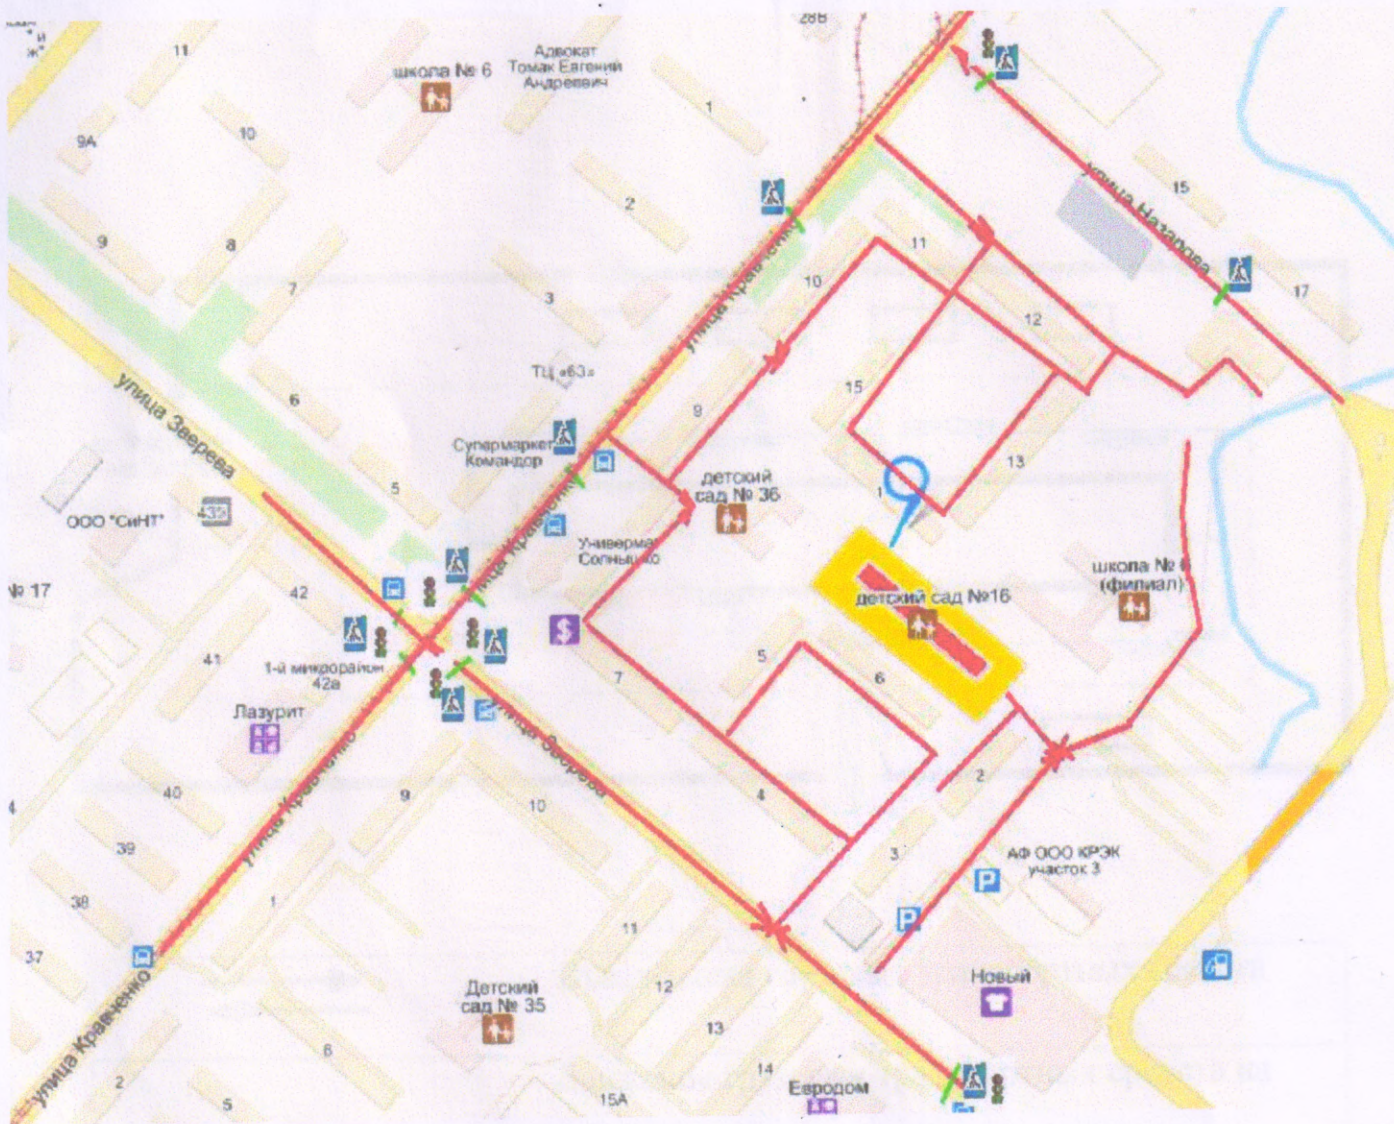 28В
11
школа № 6
Адвокат
Томак Евгений
Андреевич
1
9А
10
15
2
улица Назарова
9
8
11
7
10
17
3
12
улица Кравченко
ТЦ «63»
15
6
9
улица Зверева
Супермаркет
Командор
13
5
детский
сад № 36
1
ООО "СиНТ"
43а
улица Кравченко
Универма
Солнышко
№ 17
42
школа № 6
(филиал)
детский сад №16
41
1-й микрорайон
42а
5
6
7
Лазурит
улица Зверева
2
40
9
10
4
улица Кравченко
39
3
АФ ООО КРЭК
участок 3
P
38
1
P
11
37
Детский
сад № 35
12
Новый
6
13
улица Кравченко
14
2
5
15А
Евродом